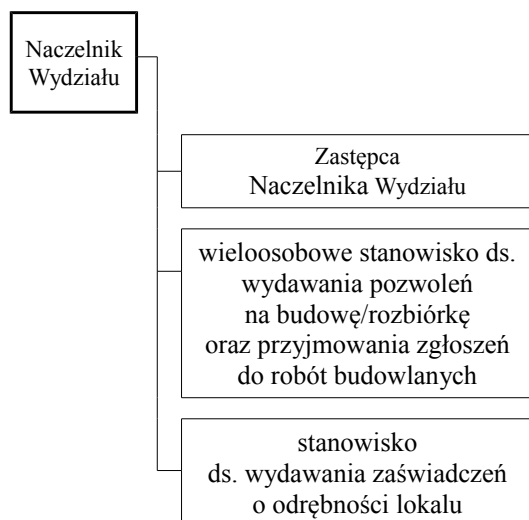 Naczelnik
Wydziału
Zastępca
Naczelnika Wydziału
wieloosobowe stanowisko ds.
wydawania pozwoleń
na budowę/rozbiórkę
oraz przyjmowania zgłoszeń
do robót budowlanych
stanowisko
ds. wydawania zaświadczeń
o odrębności lokalu